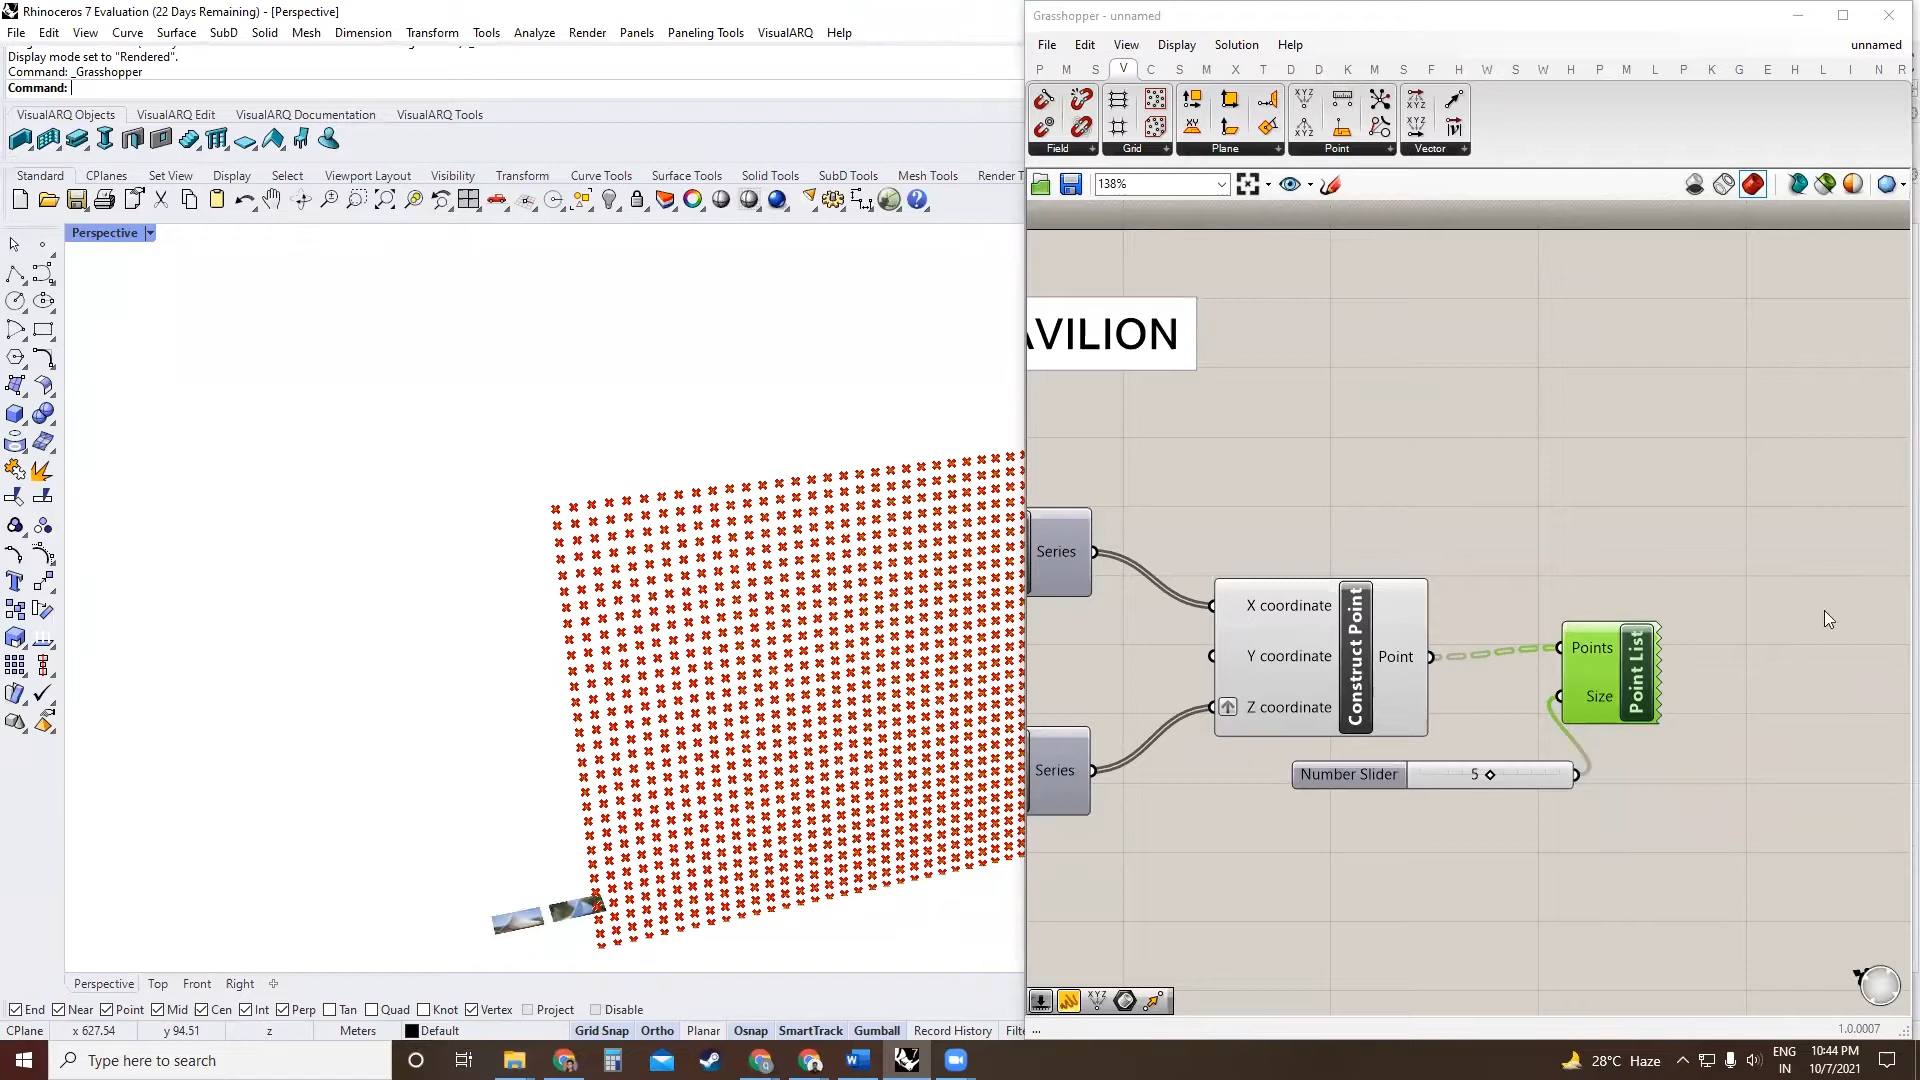 Rhinoceros 7 Evaluation (22 Days Remaining) - [Perspective]
File Edit View Curve Surface SubD Solid Mesh Dimension Transform Tools Analyze Render Panels Paneling Tools VisualARQ Help
Display mode set to "Rendered".
Command: _Grasshopper
Command:
VisualARQ Objects VisualARQ Edit VisualARQ Documentation VisualARQ Tools
Standard CPlanes Set View Display Select Viewport Layout Visibility Transform Curve Tools Surface Tools Solid Tools SubD Tools Mesh Tools Render T
Perspective
Perspective Top Front Right
End Near Point Mid Cen Int Perp Tan Quad Knot Vertex Project Disable
CPlane x 627.54 y 94.51 z Meters Default Grid Snap Ortho Planar Osnap SmartTrack Gumball Record History Filte
Grasshopper - unnamed
File Edit View Display Solution Help unnamed
P M S V C S M X T D D K M S F H W S W H P M L P K G E H L I N R
Field Grid Plane Point Vector
138%
AVILION
Series
X coordinate
Y coordinate
Z coordinate
Construct Point
Point
Series
Points
Size
Point List
Number Slider 5
...
1.0.0007
Type here to search
28°C Haze
ENG
IN
10:44 PM
10/7/2021